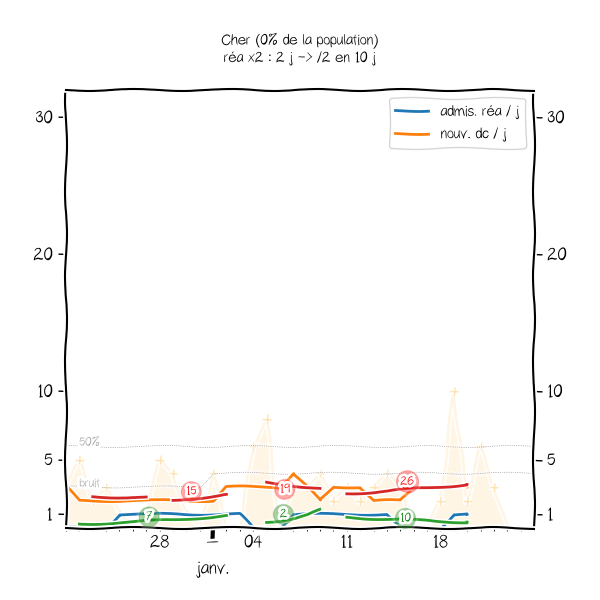 Cher (0% de la population)
réa x2 : 2 j -> /2 en 10 j
admis. réa / j
nouv. dc / j
30 30
20 20
10 10
50%
5 5
bruit
15 19 26
7 2 10
1 1
28 1 04 11 18
janv.